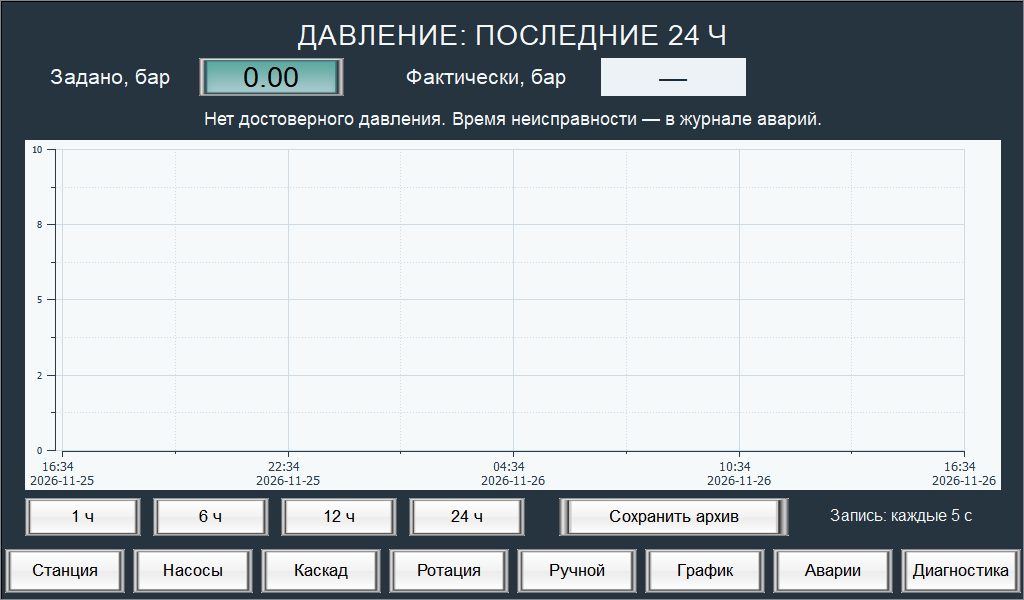 ДАВЛЕНИЕ: ПОСЛЕДНИЕ 24 Ч
Задано, бар 0.00 Фактически, бар —
Нет достоверного давления. Время неисправности — в журнале аварий.
10
8
5
2
0
16:34 22:34 04:34 10:34 16:34
2026-11-25 2026-11-25 2026-11-26 2026-11-26 2026-11-26
1 ч 6 ч 12 ч 24 ч Сохранить архив Запись: каждые 5 с
Станция Насосы Каскад Ротация Ручной График Аварии Диагностика